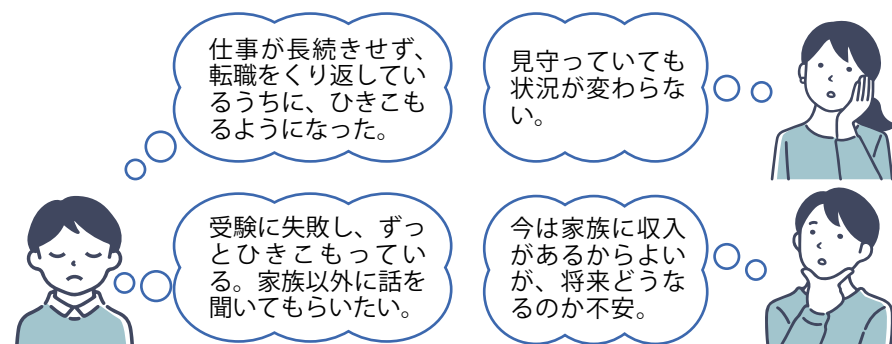 仕事が長続きせず、
転職をくり返してい
るうちに、ひきこも
るようになった。
見守っていても
状況が変わらな
い。
受験に失敗し、ずっ
とひきこもってい
る。家族以外に話を
聞いてもらいたい。
今は家族に収入
があるからよい
が、将来どうな
るのか不安。